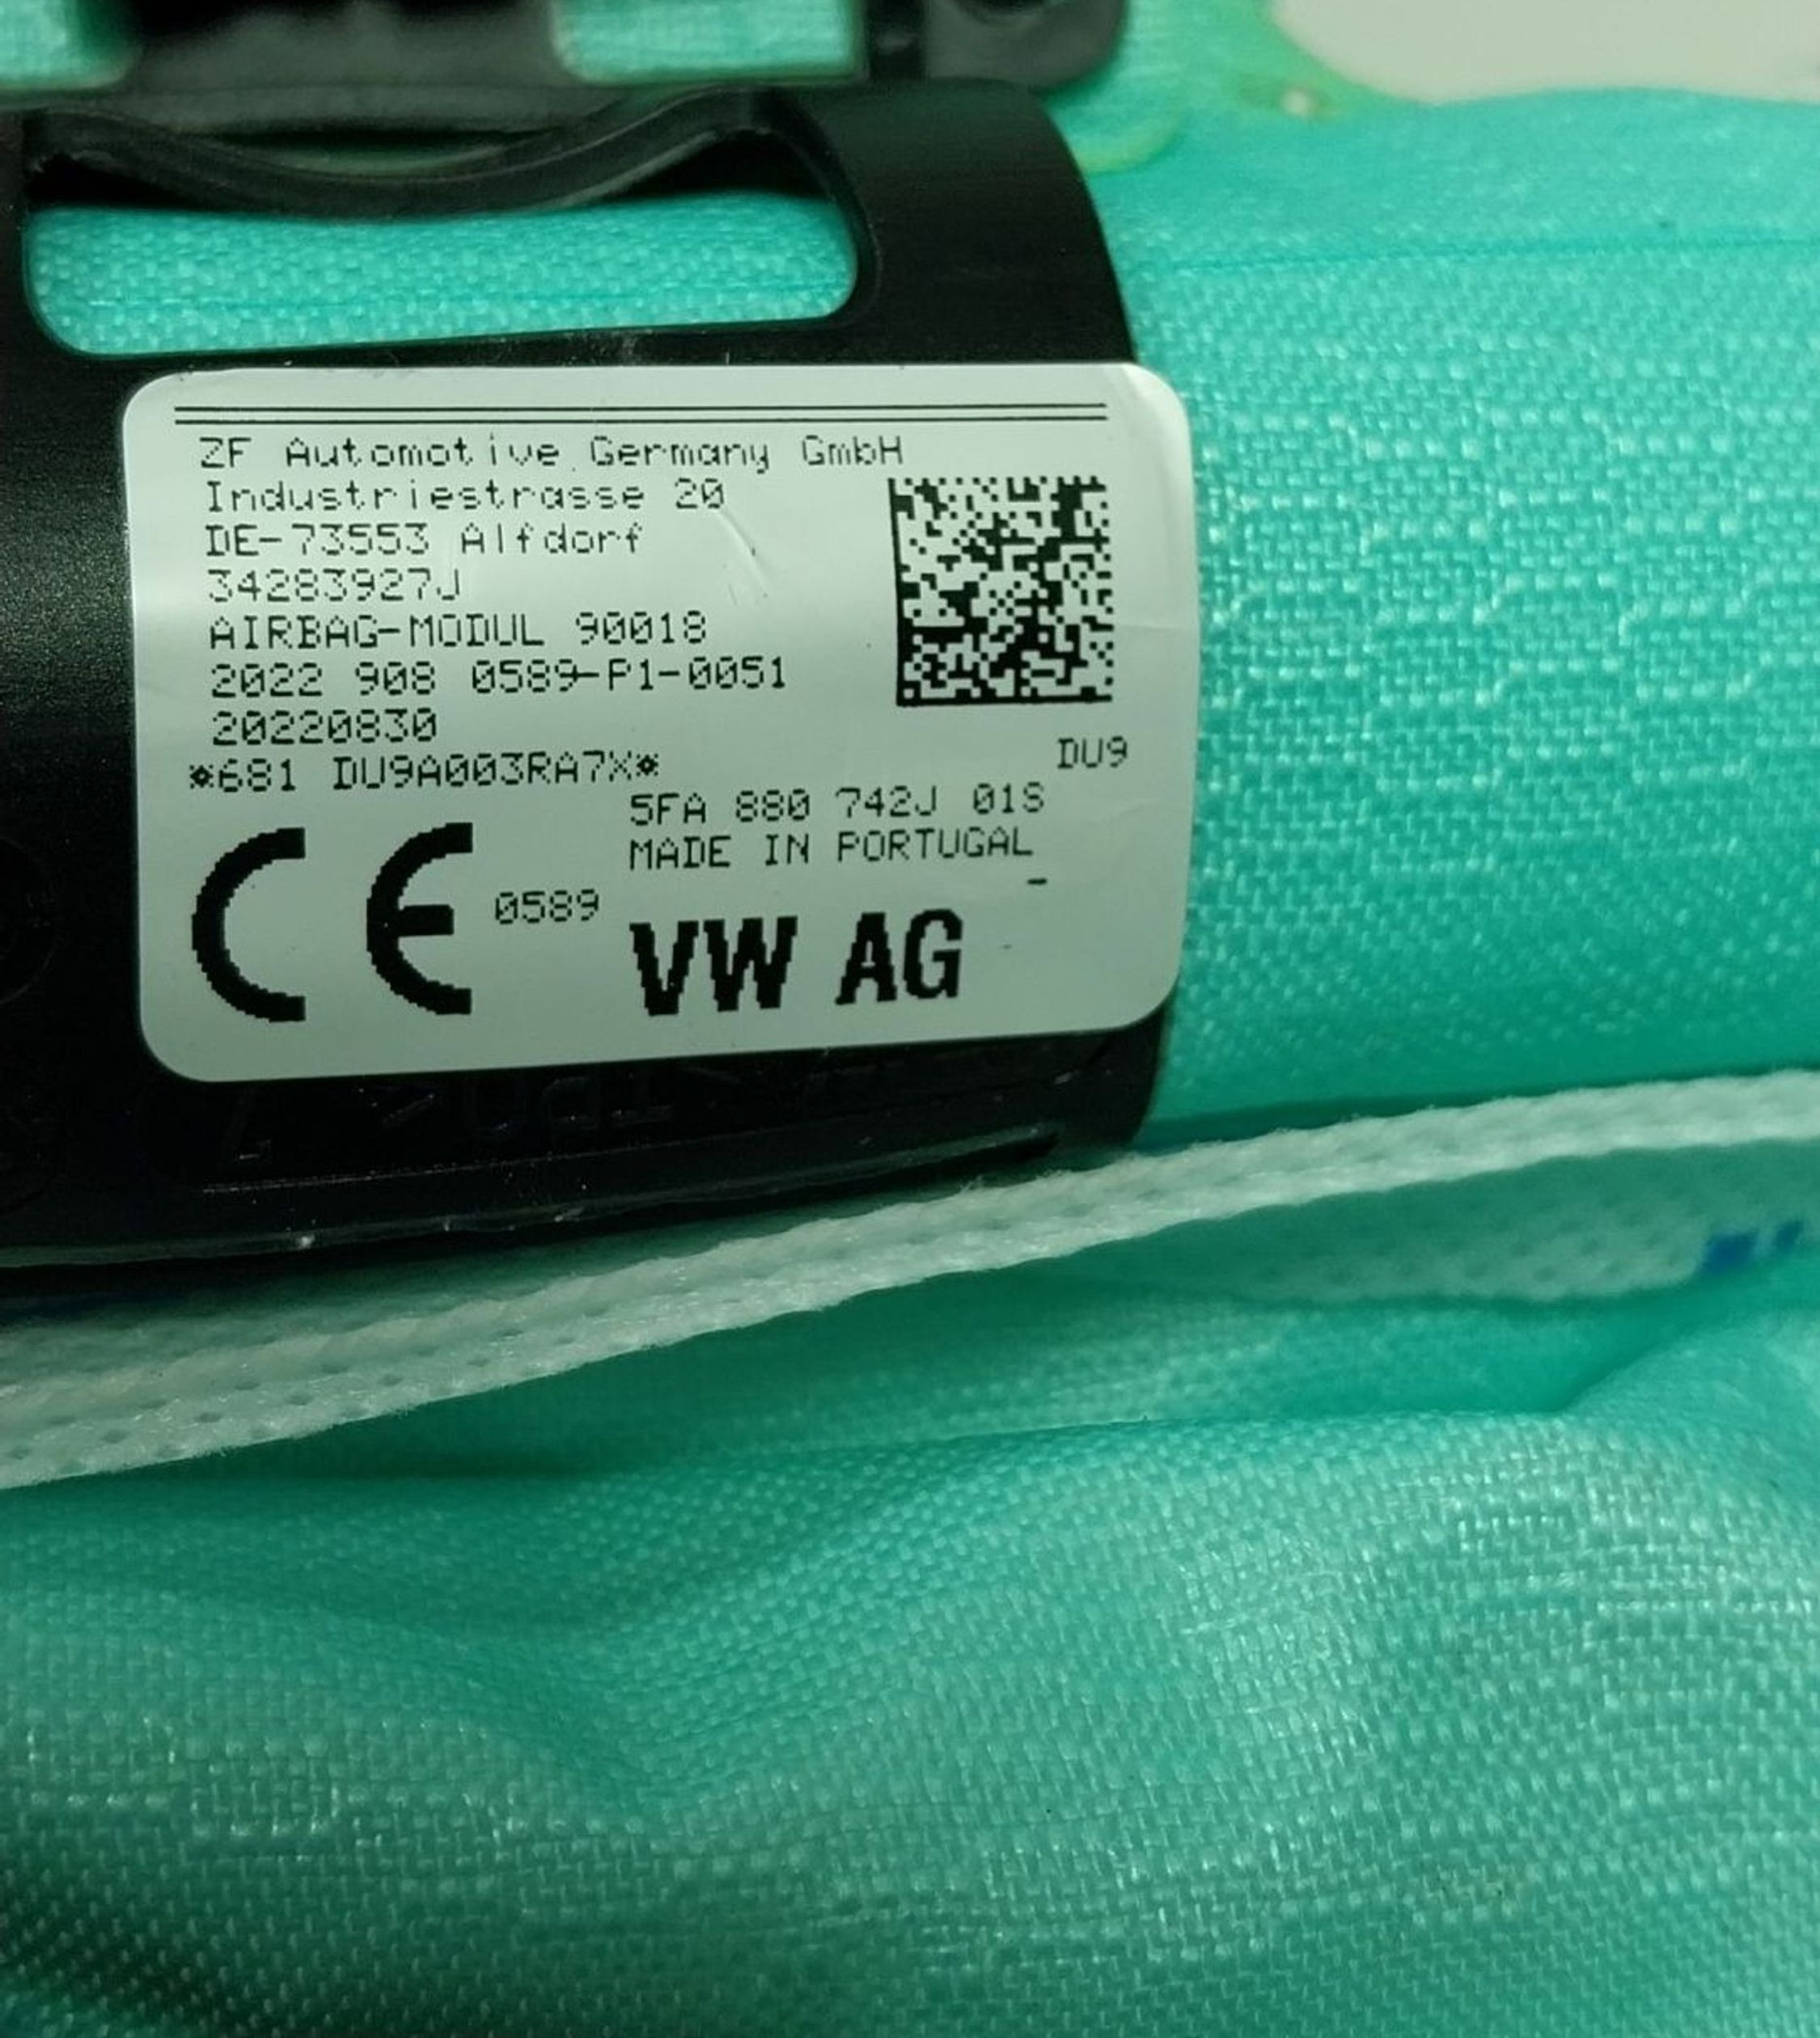 ZF Automotive Germany GmbH
Industriestrasse 20
DE-73553 Alfdorf
34283927J
AIRBAG-MODUL 90018
2022 908 0589-P1-0051
20220830
*681 DU9A003RA7X*
DU9
5FA 880 742J 01S
MADE IN PORTUGAL
-
CE 0589
VW AG